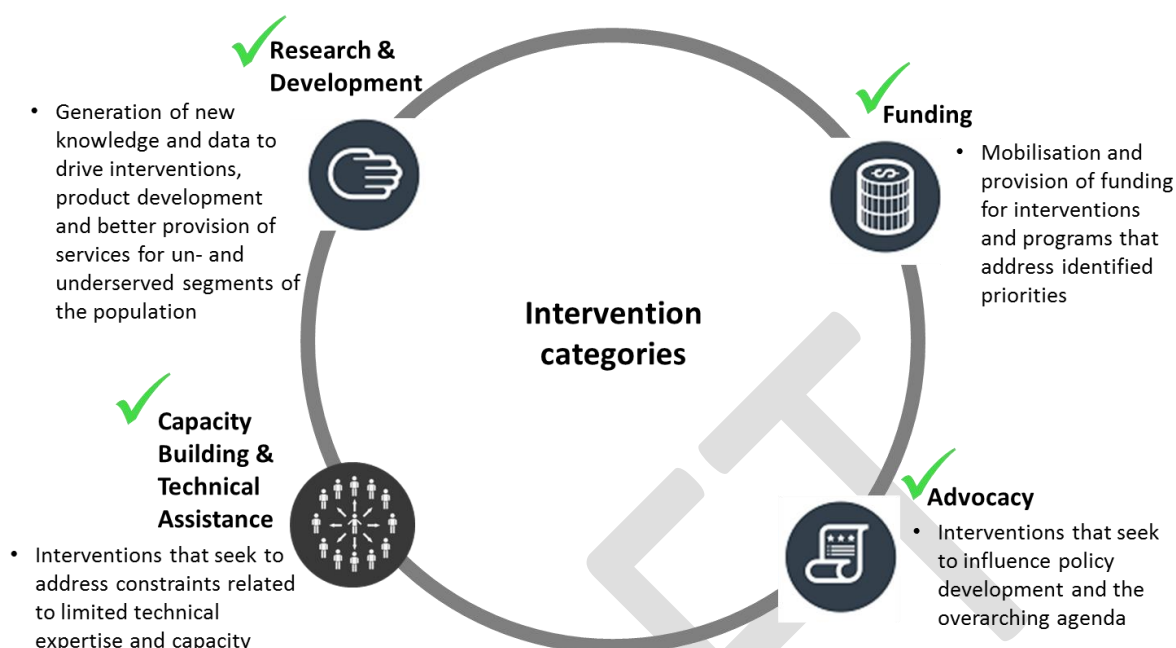 Research &
Development
• Generation of new
knowledge and data to
drive interventions,
product development
and better provision of
services for un- and
underserved segments of
the population
Funding
• Mobilisation and
provision of funding
for interventions
and programs that
address identified
priorities
Intervention
categories
Capacity
Building &
Technical
Assistance
• Interventions that seek to
address constraints related
to limited technical
expertise and capacity
Advocacy
• Interventions that seek
to influence policy
development and the
overarching agenda